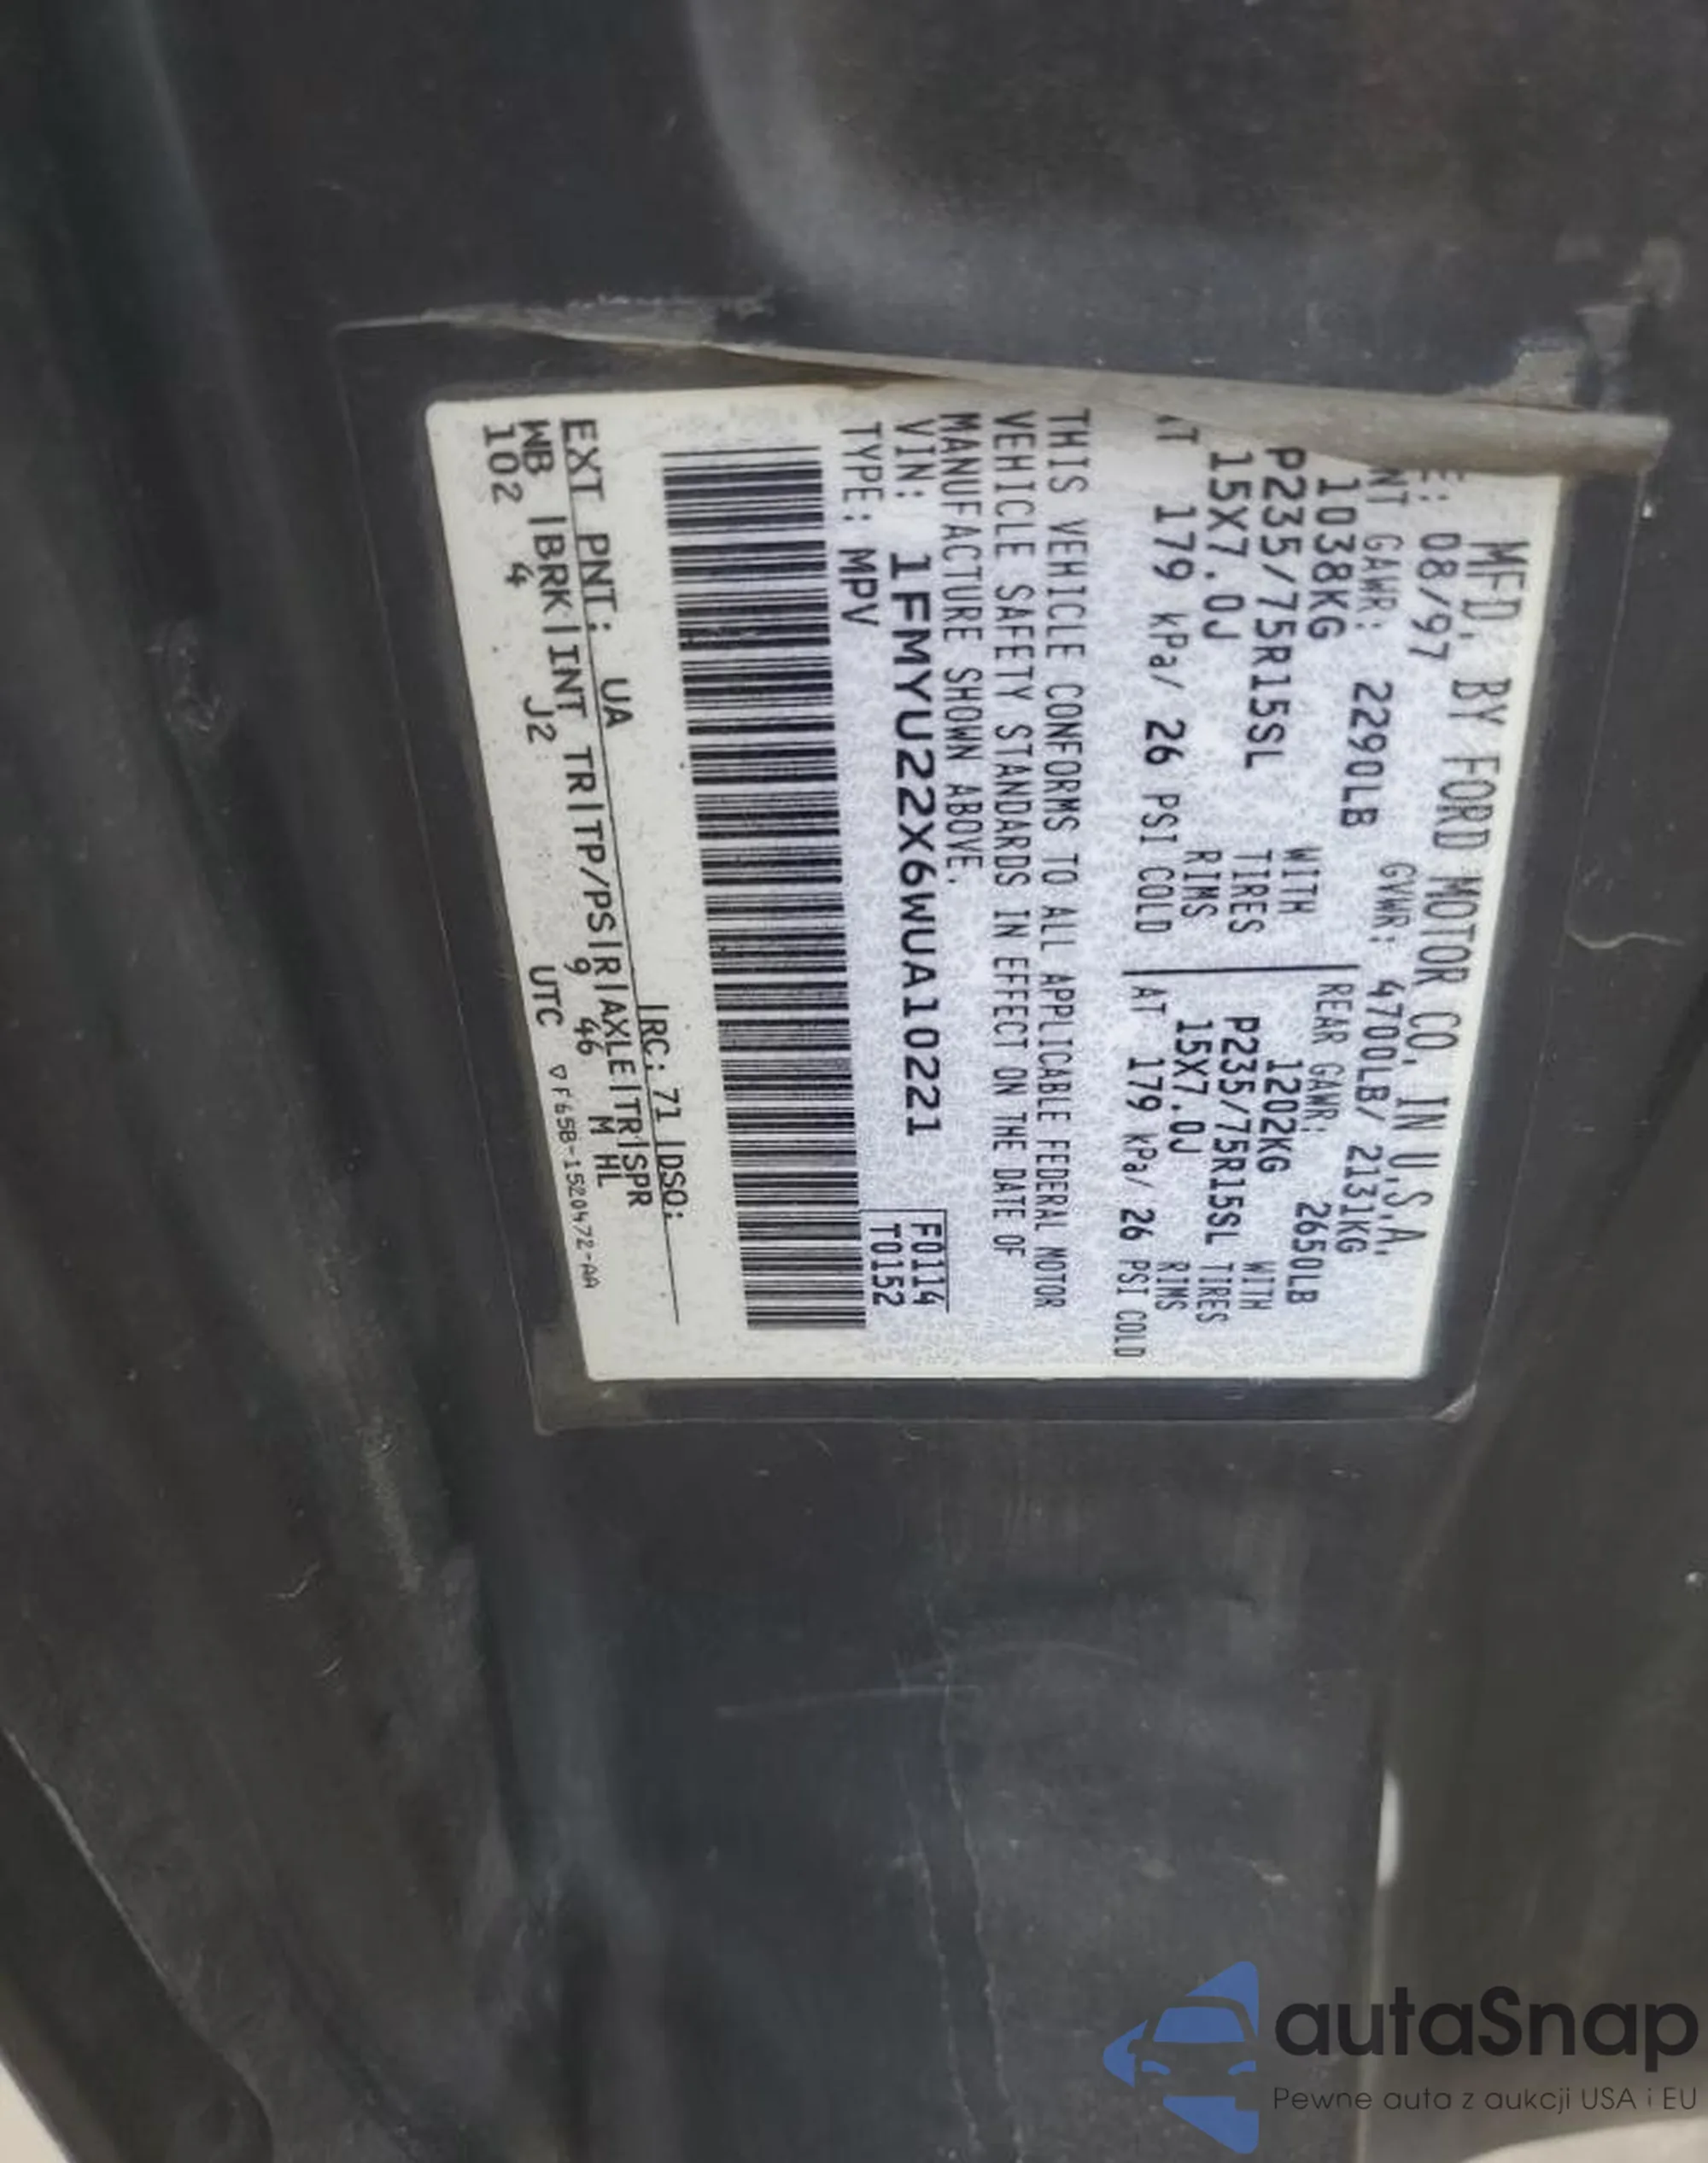 MFD. BY FORD MOTOR CO. IN U.S.A.
E: 08/97 GVWR: 4700LB/ 2131KG
NT GAWR: 2290LB REAR GAWR: 2650LB
1038KG WITH 1202KG WITH
P235/75R15SL TIRES P235/75R15SL TIRES
15X7.0J RIMS 15X7.0J RIMS
AT 179 kPa/ 26 PSI COLD AT 179 kPa/ 26 PSI COLD
THIS VEHICLE CONFORMS TO ALL APPLICABLE FEDERAL MOTOR
VEHICLE SAFETY STANDARDS IN EFFECT ON THE DATE OF
MANUFACTURE SHOWN ABOVE.
VIN: 1FMYU22X6WUA10221 F0114
TYPE: MPV T0152
EXT PNT: UA RC: 71 DSO:
WB BRK INT TR TP/PS R AXLE TR SPR
102 4 J2 9 46 M HL
UTC ▽F65B-1520472-AA
autaSnap
Pewne auta z aukcji USA i EU